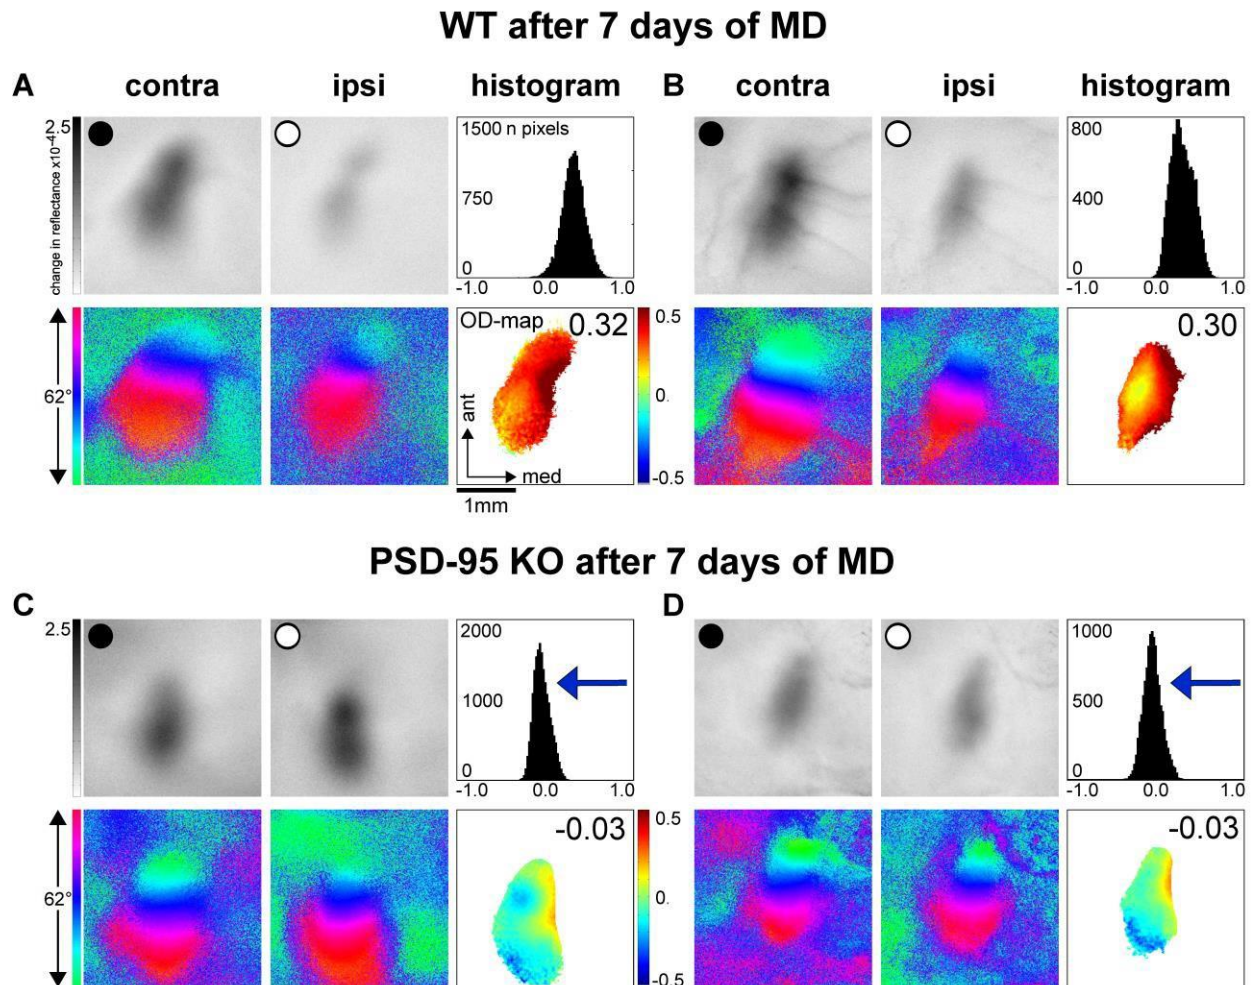 WT after 7 days of MD
A contra ipsi histogram B contra ipsi histogram
2.5
change in reflectance x10-4
1500 n pixels
750
0
-1.0 0.0 1.0
800
400
0
-1.0 0.0 1.0
62°
OD-map 0.32
ant
med
1mm
0.5
0.
-0.5
0.30
PSD-95 KO after 7 days of MD
C D
2.5
2000
1000
0
-1.0 0.0 1.0
1000
500
0
-1.0 0.0 1.0
62°
-0.03
0.5
0.
-0.5
-0.03